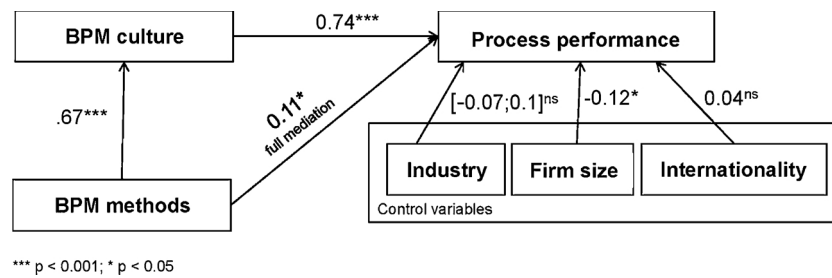 BPM culture
0.74***
Process performance
.67***
0.11*
full mediation
[-0.07;0.1]ns
-0.12*
0.04ns
Industry
Firm size
Internationality
BPM methods
Control variables
*** p < 0.001; * p < 0.05